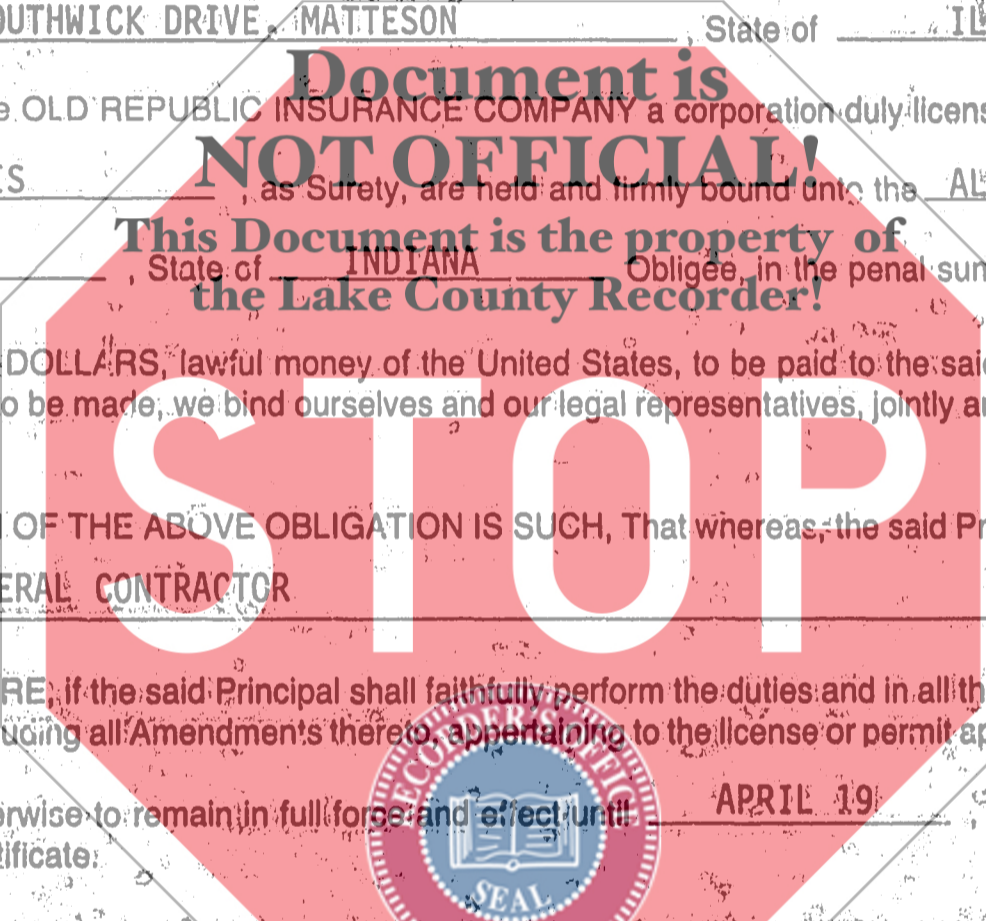 OUTHWICK DRIVE, MATTESON , State of IL
Document is
e OLD REPUBLIC INSURANCE COMPANY a corporation duly licens
NOT OFFICIAL!
IS , as Surety, are held and firmly bound unto the AL
This Document is the property of
, State of INDIANA Obligee, in the penal sum
the Lake County Recorder!
DOLLARS, lawful money of the United States, to be paid to the said
o be made, we bind ourselves and our legal representatives, jointly a
STOP
OF THE ABOVE OBLIGATION IS SUCH, That whereas, the said Pr
ERAL CONTRACTOR
RE, if the said Principal shall faithfully perform the duties and in all th
uding all Amendments thereto, appertaining to the license or permit ap
RECORDER'S OFFICE
erwise to remain in full force and effect until APRIL 19 ,
tificate.
SEAL